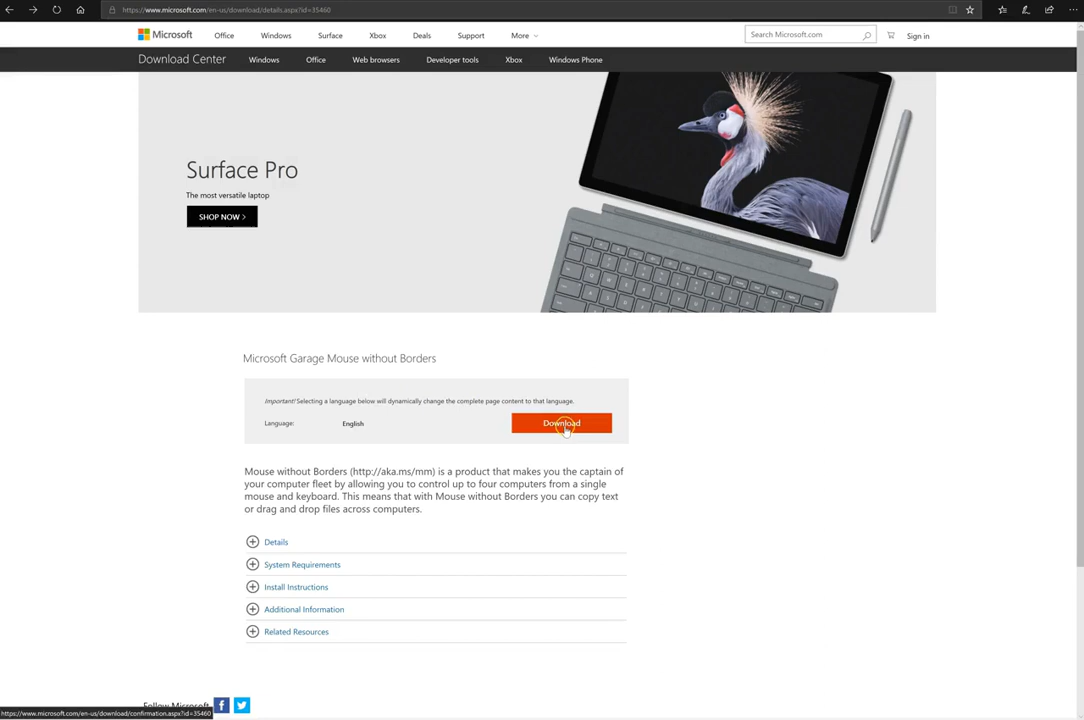 https://www.microsoft.com/en-us/download/details.aspx?id=35460
Microsoft Office Windows Surface Xbox Deals Support More Search Microsoft.com Sign in
Download Center Windows Office Web browsers Developer tools Xbox Windows Phone
Surface Pro
The most versatile laptop
SHOP NOW >
Microsoft Garage Mouse without Borders
Important! Selecting a language below will dynamically change the complete page content to that language.
Language: English Download
Mouse without Borders (http://aka.ms/mm) is a product that makes you the captain of
your computer fleet by allowing you to control up to four computers from a single
mouse and keyboard. This means that with Mouse without Borders you can copy text
or drag and drop files across computers.
Details
System Requirements
Install Instructions
Additional Information
Related Resources
Follow Microsoft
https://www.microsoft.com/en-us/download/confirmation.aspx?id=35460